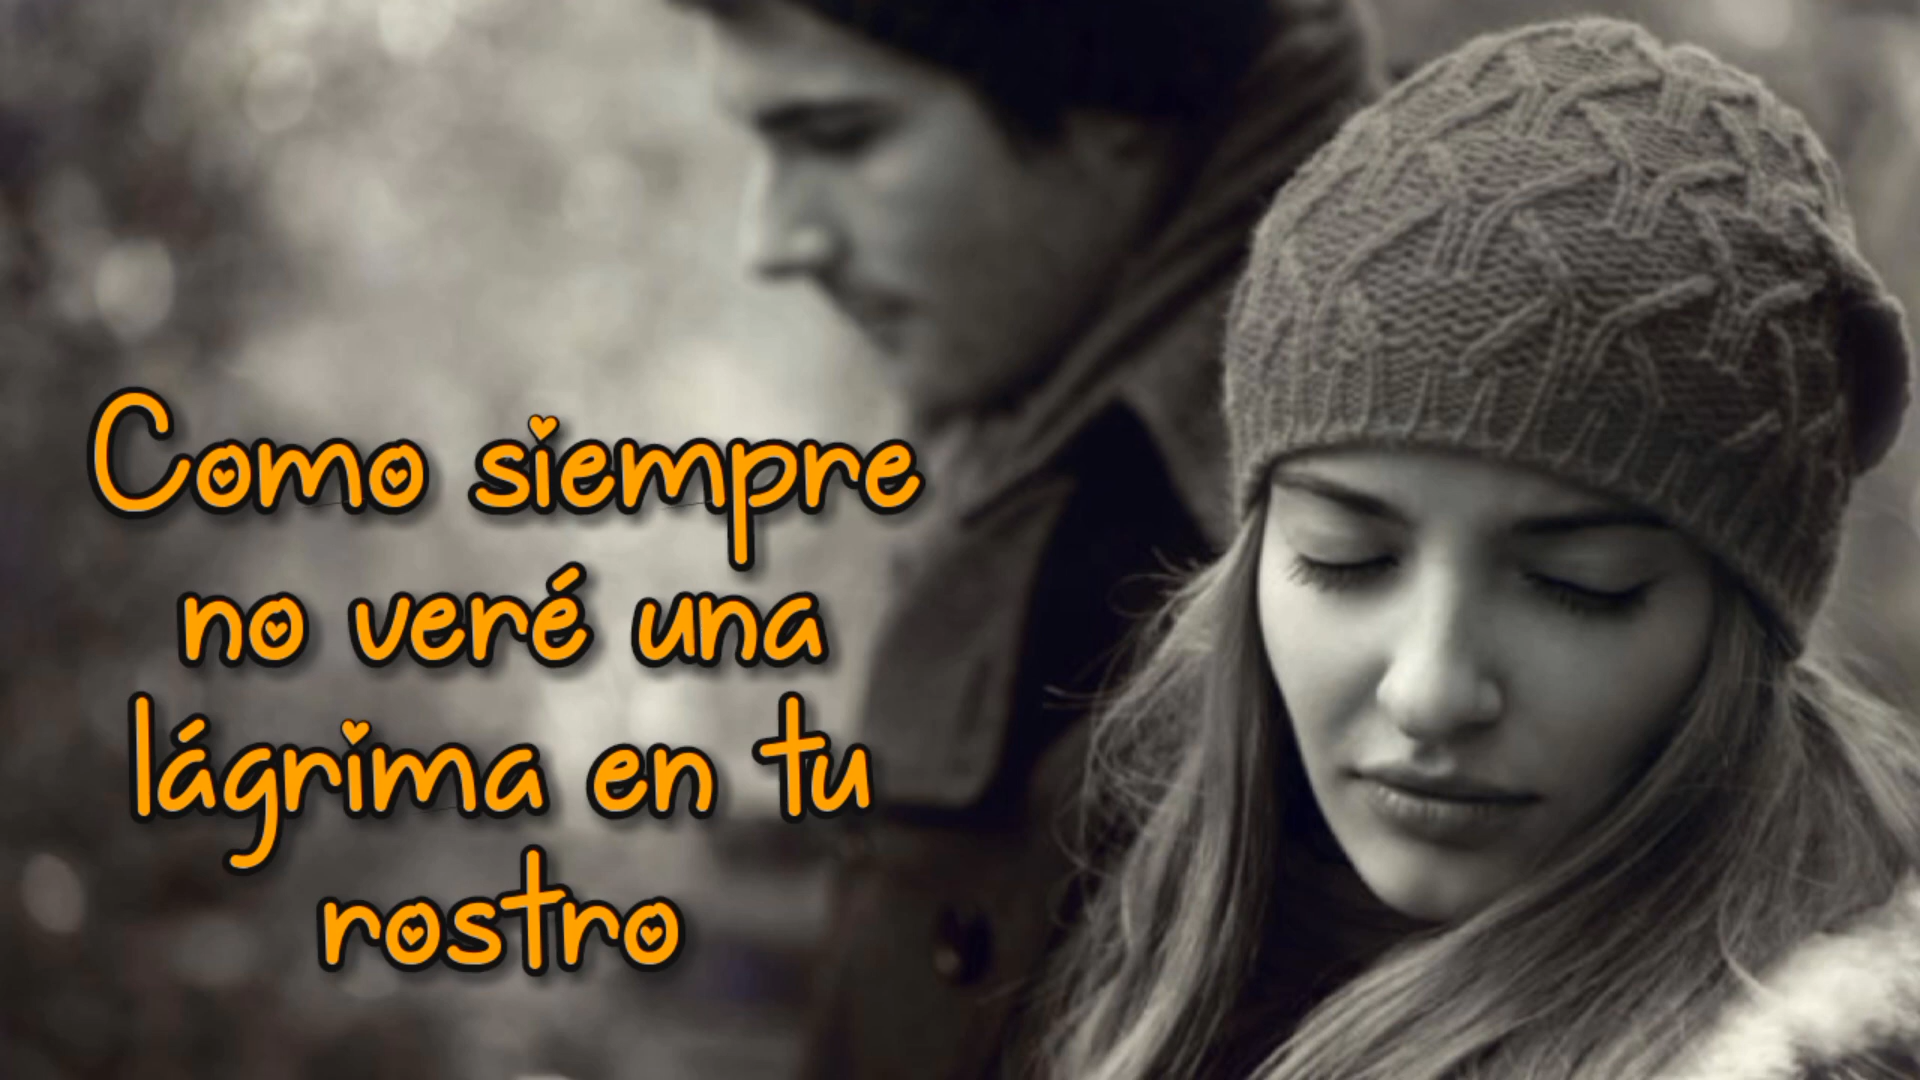 Como siempre
no veré una
lágrima en tu
rostro